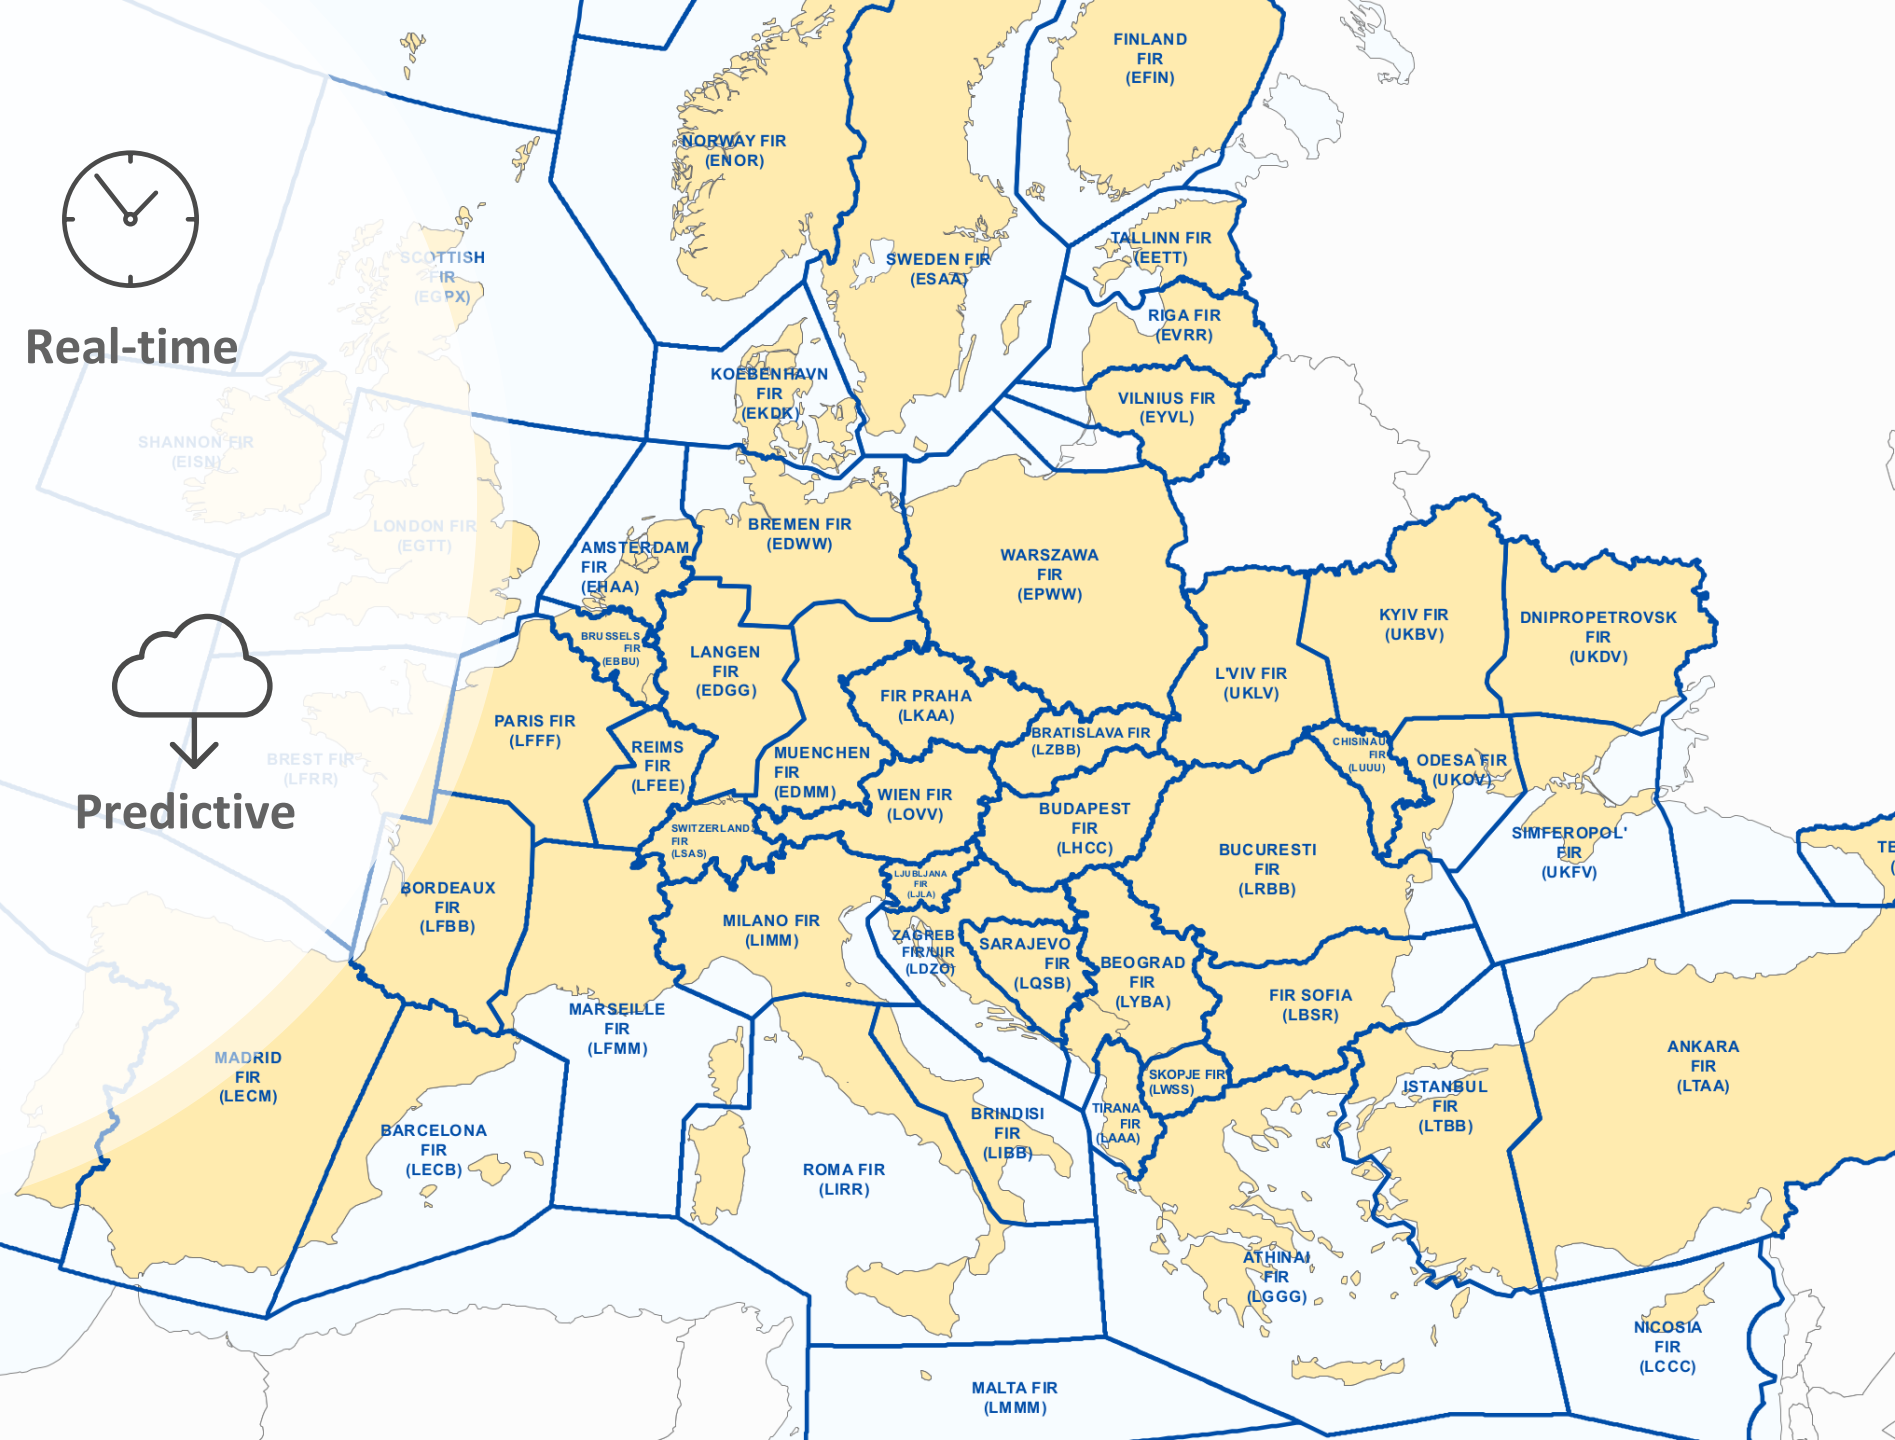 FINLAND
FIR
(EFIN)
NORWAY FIR
(ENOR)
SCOTTISH
FIR
(EGPX)
SWEDEN FIR
(ESAA)
TALLINN FIR
(EETT)
Real-time
RIGA FIR
(EVRR)
KOEBENHAVN
FIR
(EKDK)
VILNIUS FIR
(EYVL)
SHANNON FIR
(EISN)
LONDON FIR
(EGTT)
AMSTERDAM
FIR
(EHAA)
BREMEN FIR
(EDWW)
WARSZAWA
FIR
(EPWW)
KYIV FIR
(UKBV)
DNIPROPETROVSK
FIR
(UKDV)
BRUSSELS
FIR
(EBBU)
LANGEN
FIR
(EDGG)
L'VIV FIR
(UKLV)
FIR PRAHA
(LKAA)
PARIS FIR
(LFFF)
REIMS
FIR
(LFEE)
BRATISLAVA FIR
(LZBB)
CHISINAU
FIR
(LUUU)
BREST FIR
(LFRR)
MUENCHEN
FIR
(EDMM)
ODESA FIR
(UKOV)
Predictive
WIEN FIR
(LOVV)
BUDAPEST
FIR
(LHCC)
SWITZERLAND
FIR
(LSAS)
SIMFEROPOL'
FIR
(UKFV)
TE
(
BUCURESTI
FIR
(LRBB)
BORDEAUX
FIR
(LFBB)
LJUBLJANA
FIR
(LJLA)
MILANO FIR
(LIMM)
ZAGREB
FIR/UIR
(LDZO)
SARAJEVO
FIR
(LQSB)
BEOGRAD
FIR
(LYBA)
FIR SOFIA
(LBSR)
MARSEILLE
FIR
(LFMM)
MADRID
FIR
(LECM)
ANKARA
FIR
(LTAA)
SKOPJE FIR
(LWSS)
ISTANBUL
FIR
(LTBB)
TIRANA
FIR
(LAAA)
BRINDISI
FIR
(LIBB)
BARCELONA
FIR
(LECB)
ROMA FIR
(LIRR)
ATHINAI
FIR
(LGGG)
NICOSIA
FIR
(LCCC)
MALTA FIR
(LMMM)